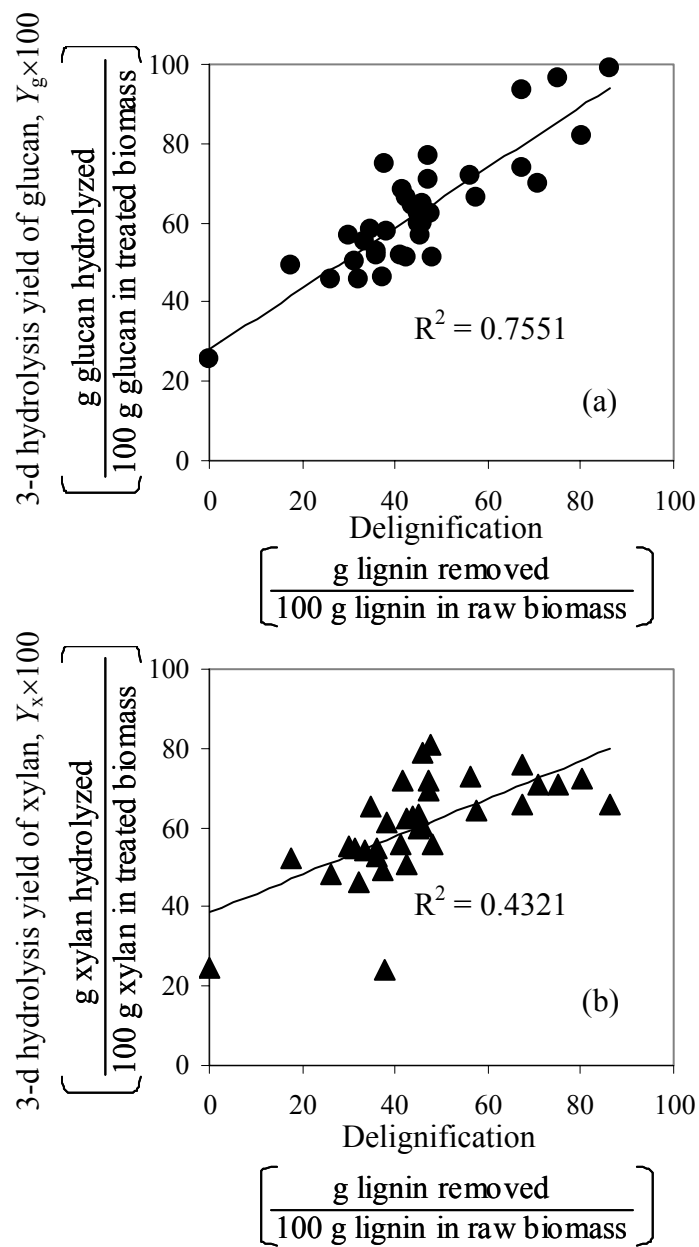 3-d hydrolysis yield of glucan, Yg×100
g glucan hydrolyzed
100 g glucan in treated biomass
100
80
60
40
20
0
R² = 0.7551
(a)
0 20 40 60 80 100
Delignification
g lignin removed
100 g lignin in raw biomass
3-d hydrolysis yield of xylan, Yx×100
g xylan hydrolyzed
100 g xylan in treated biomass
100
80
60
40
20
0
R² = 0.4321
(b)
0 20 40 60 80 100
Delignification
g lignin removed
100 g lignin in raw biomass